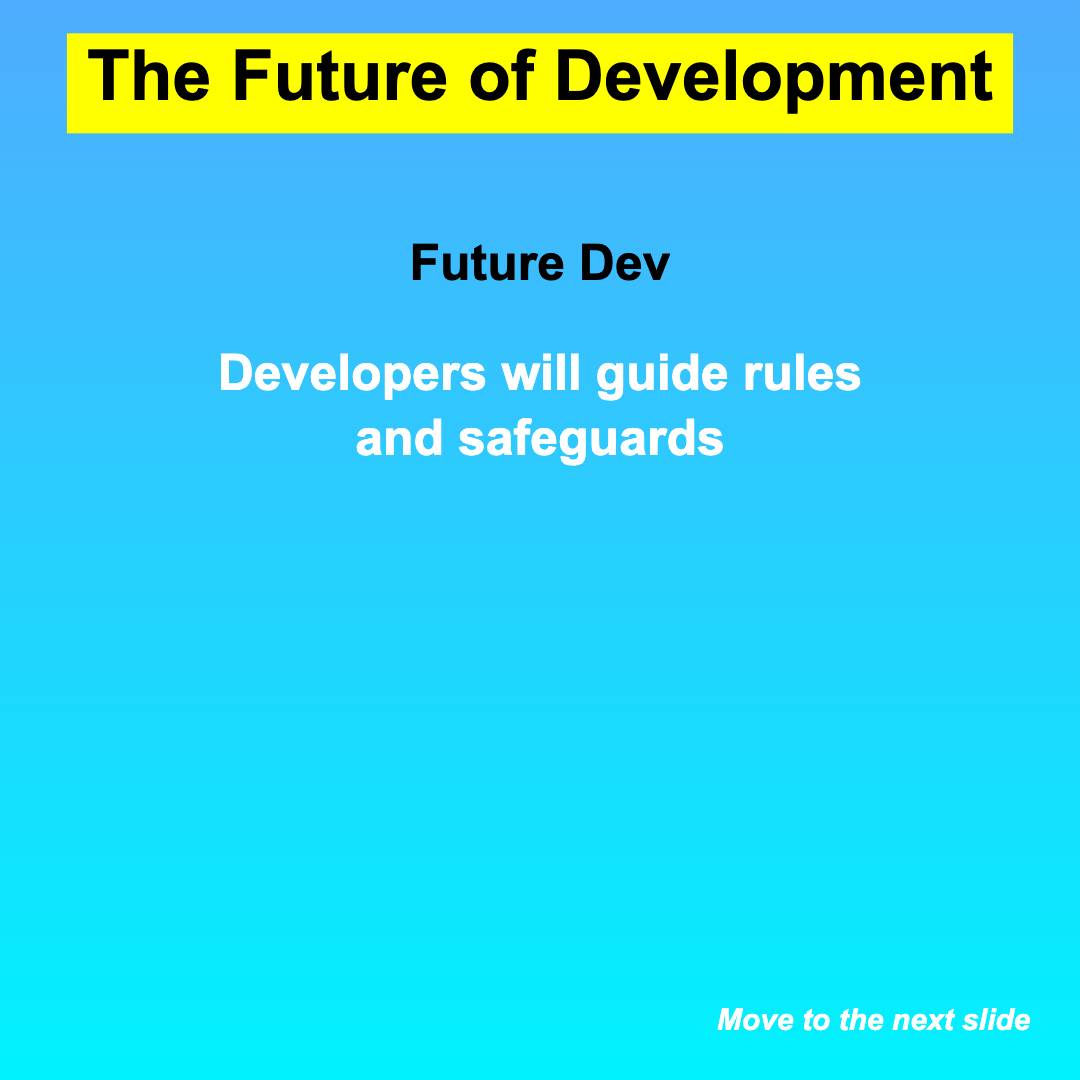 The Future of Development
Future Dev
Developers will guide rules
and safeguards
Move to the next slide